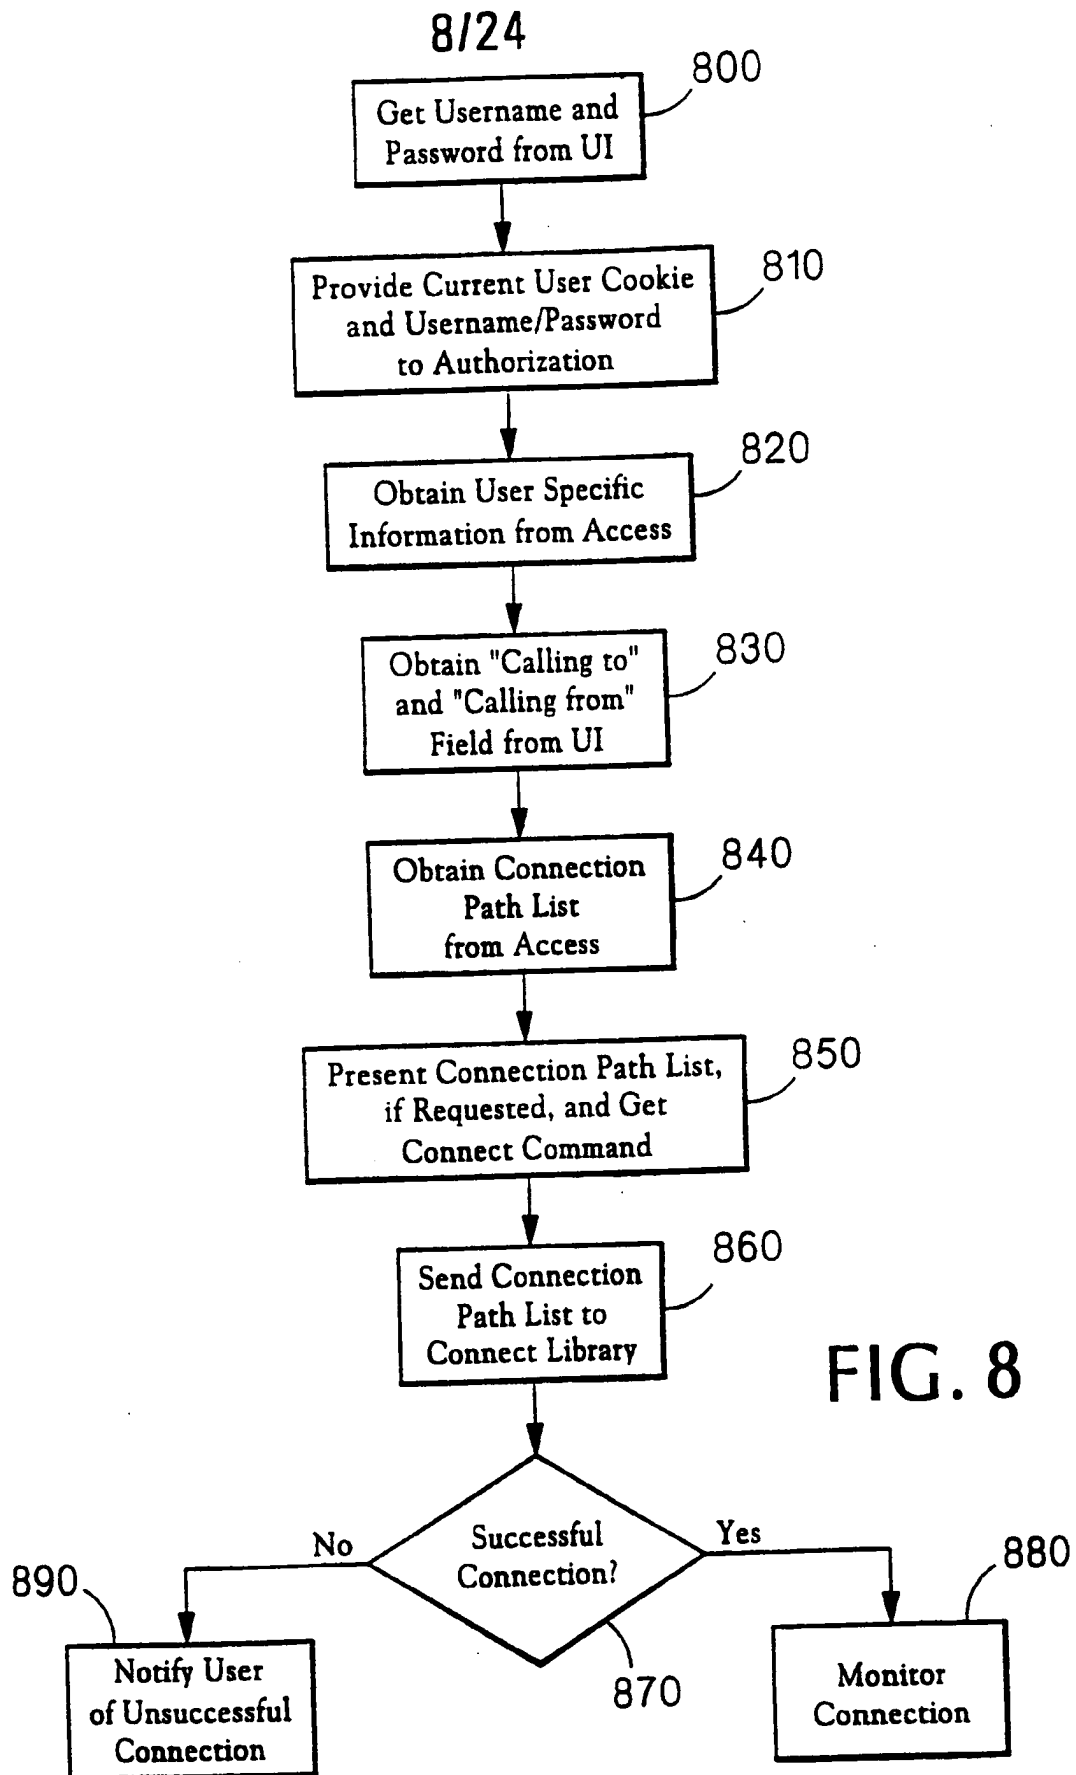 8/24
800
Get Username and
Password from UI
810
Provide Current User Cookie
and Username/Password
to Authorization
820
Obtain User Specific
Information from Access
830
Obtain "Calling to"
and "Calling from"
Field from UI
840
Obtain Connection
Path List
from Access
850
Present Connection Path List,
if Requested, and Get
Connect Command
860
Send Connection
Path List to
Connect Library
FIG. 8
Successful
Connection?
No
Yes
870
890
Notify User
of Unsuccessful
Connection
880
Monitor
Connection